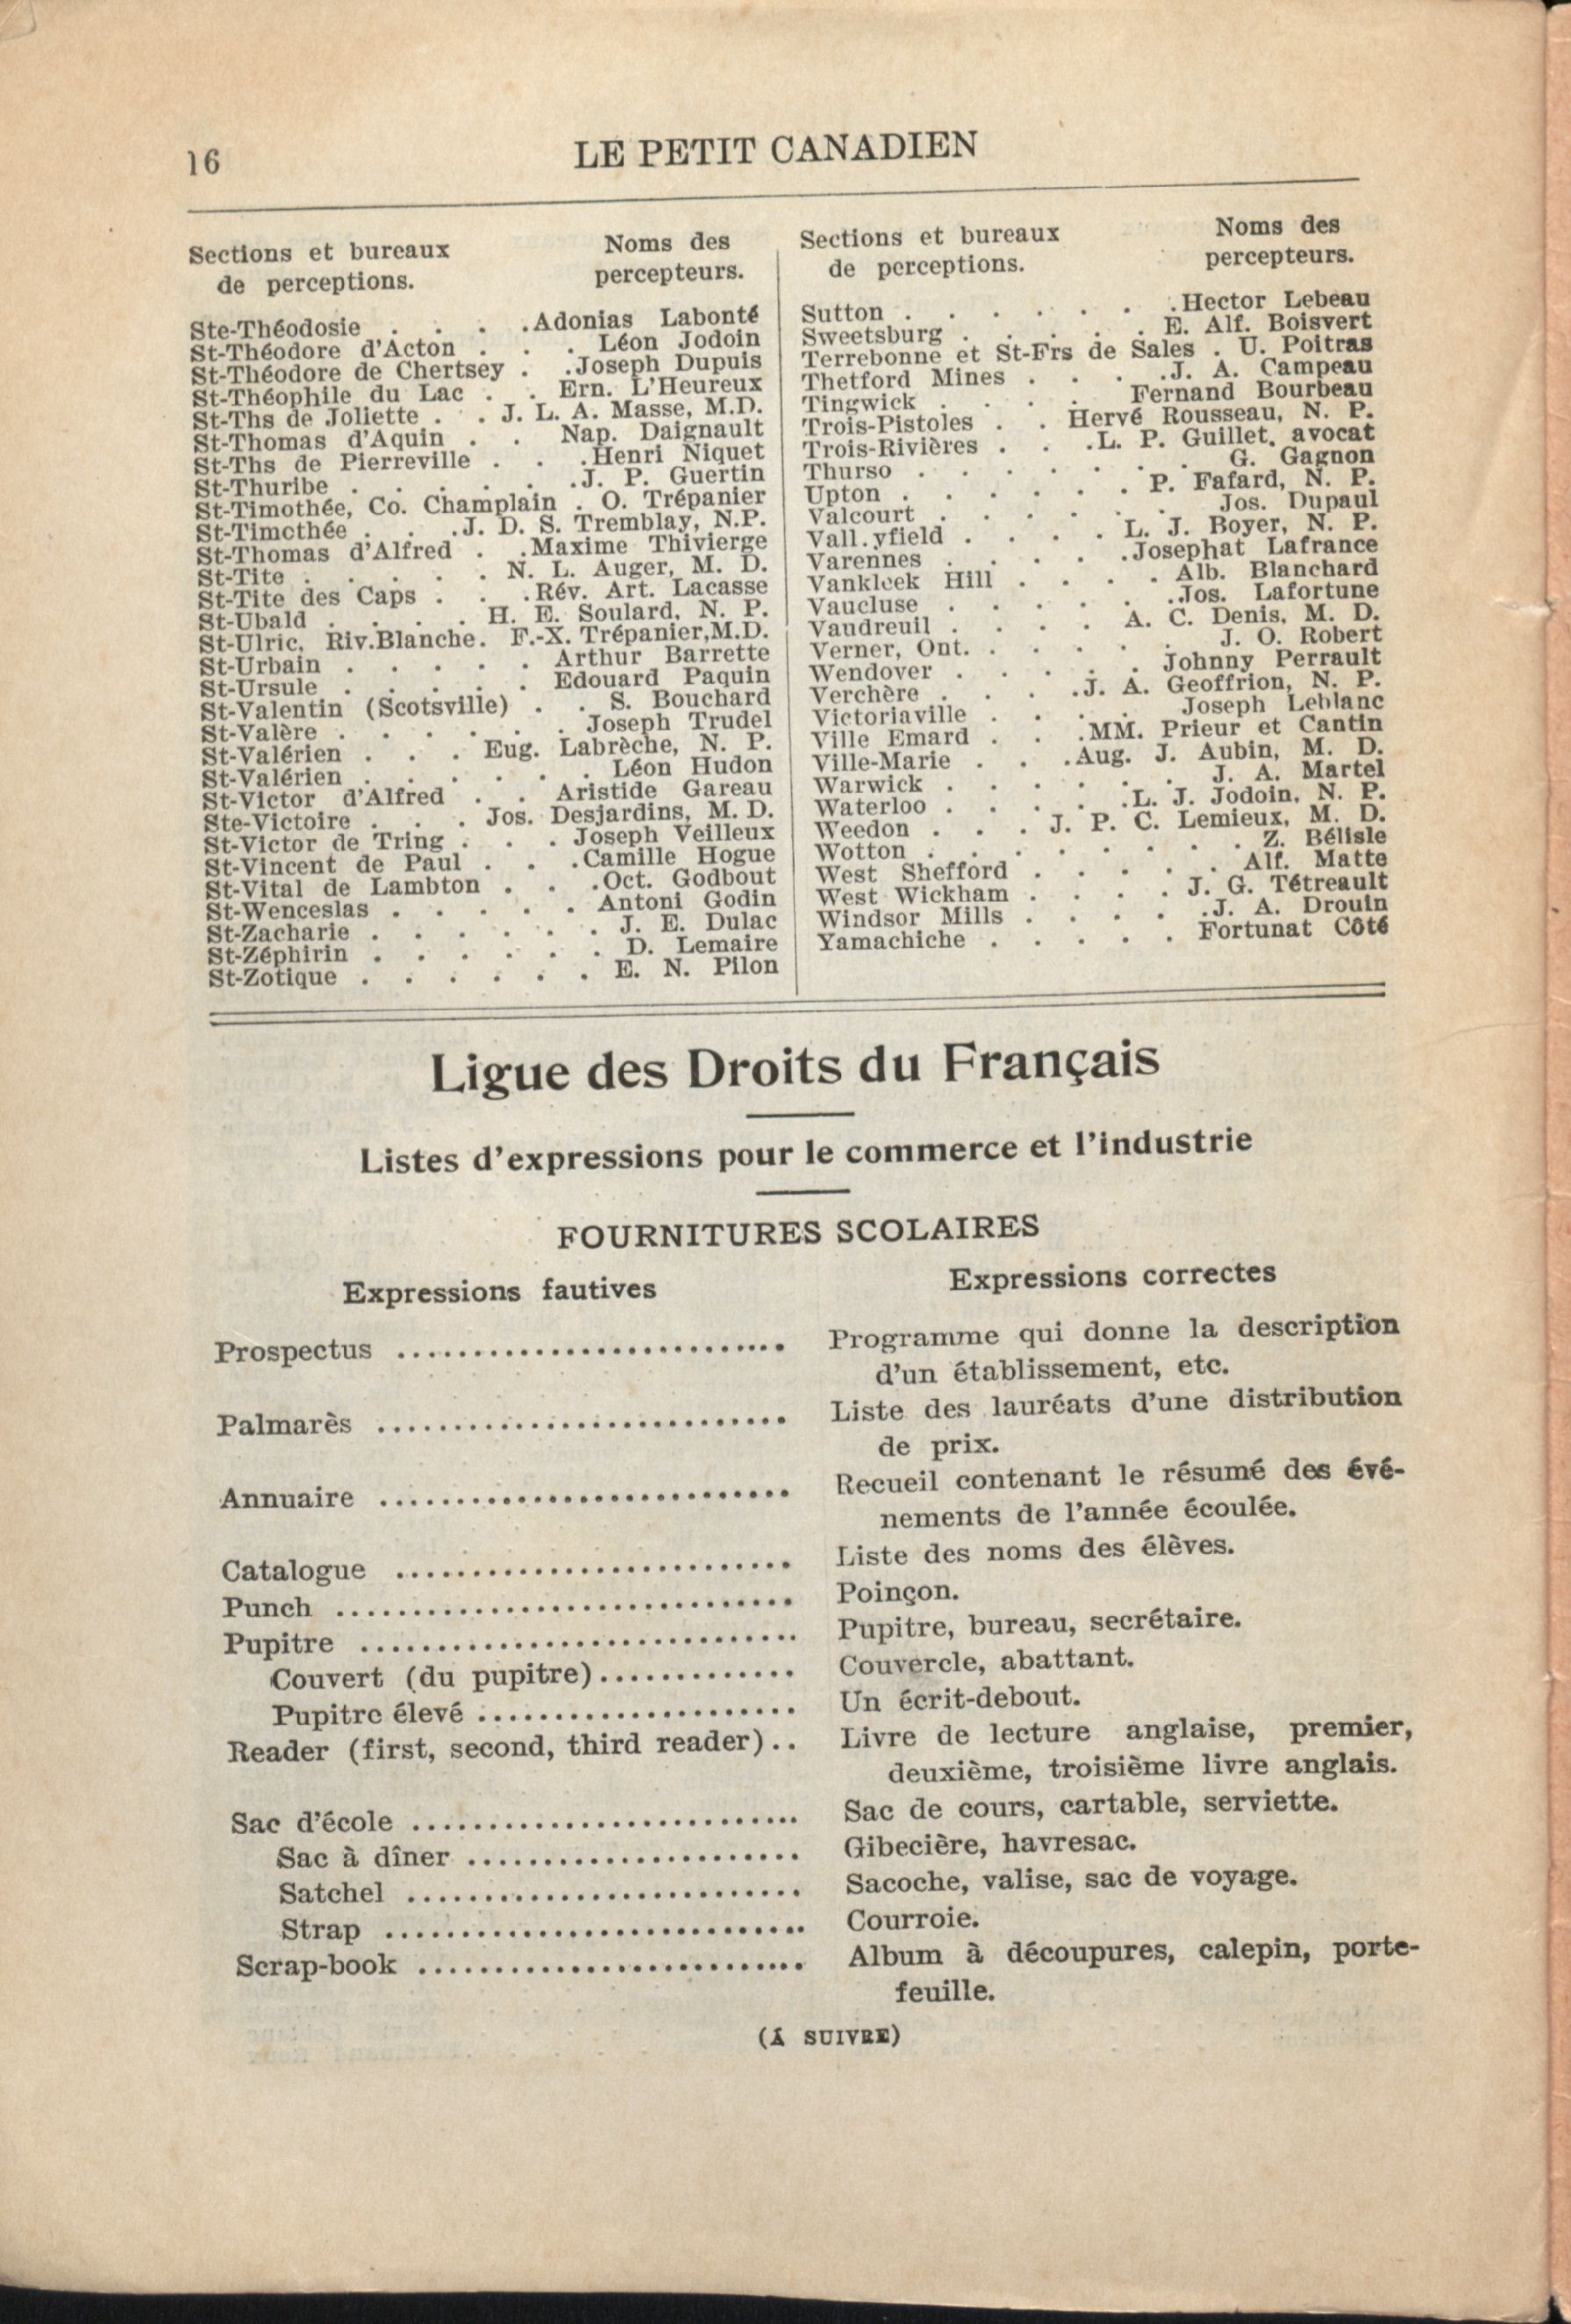 16
LE PETIT CANADIEN
Sections et bureaux
de perceptions.
Noms des
percepteurs.
Ste-Théodosie . . . . Adonias Labonté
St-Théodore d'Acton . . . Léon Jodoin
St-Théodore de Chertsey . . Joseph Dupuis
St-Théophile du Lac . . Ern. L'Heureux
St-Ths de Joliette . . J. L. A. Masse, M.D.
St-Thomas d'Aquin . . Nap. Daignault
St-Ths de Pierreville . . . Henri Niquet
St-Thuribe . . . . . . J. P. Guertin
St-Timothée, Co. Champlain . O. Trépanier
St-Timothée . . . J. D. S. Tremblay, N.P.
St-Thomas d'Alfred . . Maxime Thivierge
St-Tite . . . . . N. L. Auger, M. D.
St-Tite des Caps . . . Rév. Art. Lacasse
St-Ubald . . . . H. E. Soulard, N. P.
St-Ulric, Riv.Blanche. F.-X. Trépanier,M.D.
St-Urbain . . . . . Arthur Barrette
St-Ursule . . . . . Edouard Paquin
St-Valentin (Scotsville) . . S. Bouchard
St-Valère . . . . . . Joseph Trudel
St-Valérien . . . Eug. Labrèche, N. P.
St-Valérien . . . . . . Léon Hudon
St-Victor d'Alfred . . Aristide Gareau
Ste-Victoire . . . Jos. Desjardins, M. D.
St-Victor de Tring . . . Joseph Veilleux
St-Vincent de Paul . . . Camille Hogue
St-Vital de Lambton . . . Oct. Godbout
St-Wenceslas . . . . . Antoni Godin
St-Zacharie . . . . . . J. E. Dulac
St-Zéphirin . . . . . . D. Lemaire
St-Zotique . . . . . . E. N. Pilon
Sections et bureaux
de perceptions.
Noms des
percepteurs.
Sutton . . . . . . . Hector Lebeau
Sweetsburg . . . . . E. Alf. Boisvert
Terrebonne et St-Frs de Sales . U. Poitras
Thetford Mines . . . . J. A. Campeau
Tingwick . . . . Fernand Bourbeau
Trois-Pistoles . . Hervé Rousseau, N. P.
Trois-Rivières . . . L. P. Guillet, avocat
Thurso . . . . . . . G. Gagnon
Upton . . . . . . P. Fafard, N. P.
Valcourt . . . . . . Jos. Dupaul
Vall.yfield . . . . L. J. Boyer, N. P.
Varennes . . . . . Josephat Lafrance
Vankleek Hill . . . . Alb. Blanchard
Vaucluse . . . . . . Jos. Lafortune
Vaudreuil . . . . A. C. Denis, M. D.
Verner, Ont. . . . . . J. O. Robert
Wendover . . . . . Johnny Perrault
Verchère . . . . J. A. Geoffrion, N. P.
Victoriaville . . . . Joseph Leblanc
Ville Emard . . . MM. Prieur et Cantin
Ville-Marie . . . Aug. J. Aubin, M. D.
Warwick . . . . . . J. A. Martel
Waterloo . . . . . L. J. Jodoin, N. P.
Weedon . . . J. P. C. Lemieux, M. D.
Wotton . . . . . . . . Z. Bélisle
West Shefford . . . . . Alf. Matte
West Wickham . . . . J. G. Tétreault
Windsor Mills . . . . . J. A. Drouin
Yamachiche . . . . . Fortunat Côté
Ligue des Droits du Français
Listes d'expressions pour le commerce et l'industrie
FOURNITURES SCOLAIRES
Expressions fautives
Expressions correctes
Prospectus .......................... Programme qui donne la description
d'un établissement, etc.
Palmarès ........................... Liste des lauréats d'une distribution
de prix.
Annuaire ........................... Recueil contenant le résumé des évé-
nements de l'année écoulée.
Catalogue .......................... Liste des noms des élèves.
Punch .............................. Poinçon.
Pupitre ............................. Pupitre, bureau, secrétaire.
Couvert (du pupitre)............. Couvercle, abattant.
Pupitre élevé ..................... Un écrit-debout.
Reader (first, second, third reader).. Livre de lecture anglaise, premier,
deuxième, troisième livre anglais.
Sac d'école .......................... Sac de cours, cartable, serviette.
Sac à dîner ...................... Gibecière, havresac.
Satchel .......................... Sacoche, valise, sac de voyage.
Strap ............................ Courroie.
Scrap-book .......................... Album à découpures, calepin, porte-
feuille.
(À SUIVRE)